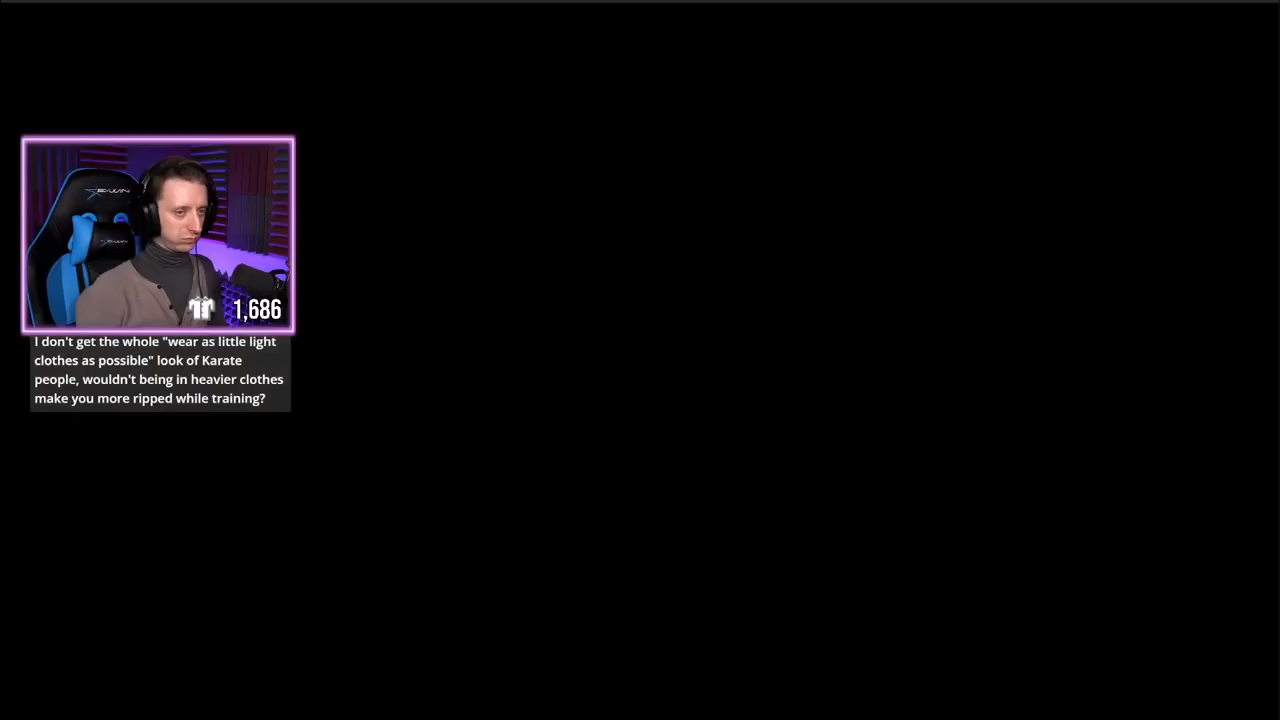 1,686
I don't get the whole "wear as little light
clothes as possible" look of Karate
people, wouldn't being in heavier clothes
make you more ripped while training?